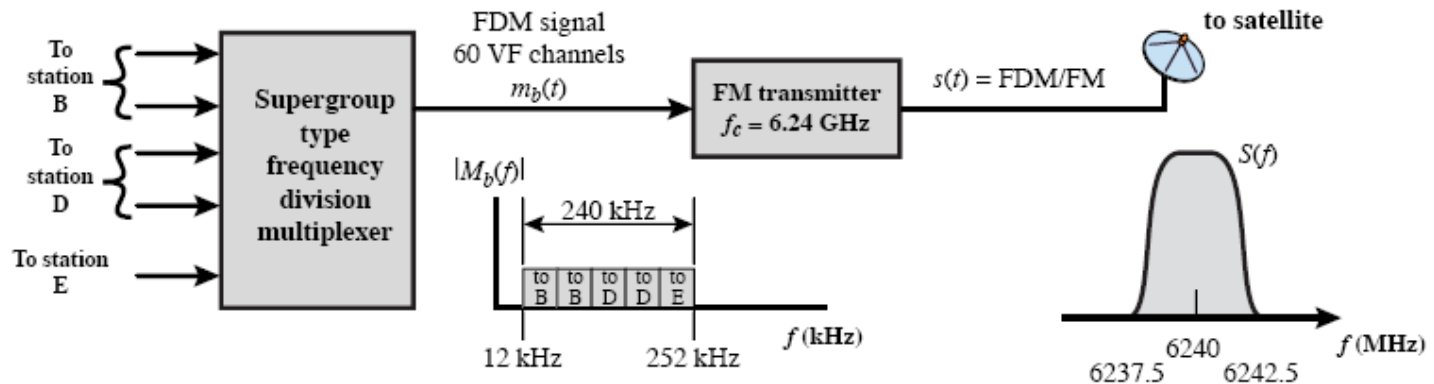 To
station
B
To
station
D
To station
E
Supergroup
type
frequency
division
multiplexer
FDM signal
60 VF channels
m_b(t)
FM transmitter
f_c = 6.24 GHz
s(t) = FDM/FM
to satellite
|M_b(f)|
240 kHz
to to to to to
B B D D E
12 kHz 252 kHz
f (kHz)
S(f)
6240
6237.5 6242.5
f (MHz)